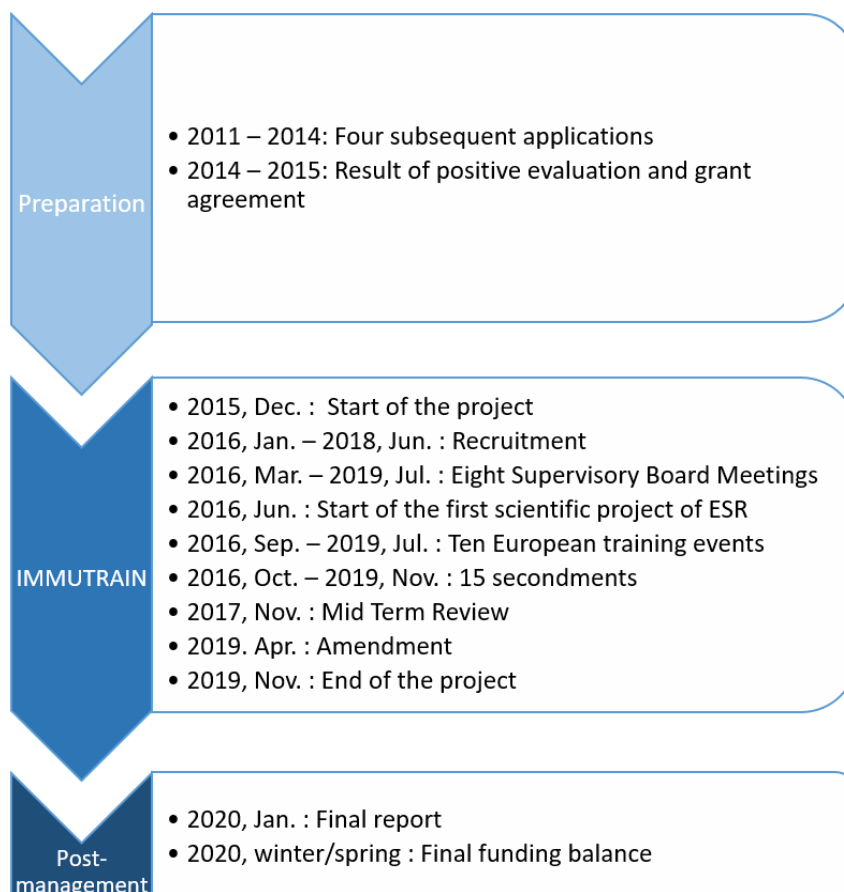 Preparation
• 2011 – 2014: Four subsequent applications
• 2014 – 2015: Result of positive evaluation and grant
agreement
IMMUTRAIN
• 2015, Dec. :  Start of the project
• 2016, Jan. – 2018, Jun. : Recruitment
• 2016, Mar. – 2019, Jul. : Eight Supervisory Board Meetings
• 2016, Jun. : Start of the first scientific project of ESR
• 2016, Sep. – 2019, Jul. : Ten European training events
• 2016, Oct. – 2019, Nov. : 15 secondments
• 2017, Nov. : Mid Term Review
• 2019. Apr. : Amendment
• 2019, Nov. : End of the project
Post-
management
• 2020, Jan. : Final report
• 2020, winter/spring : Final funding balance